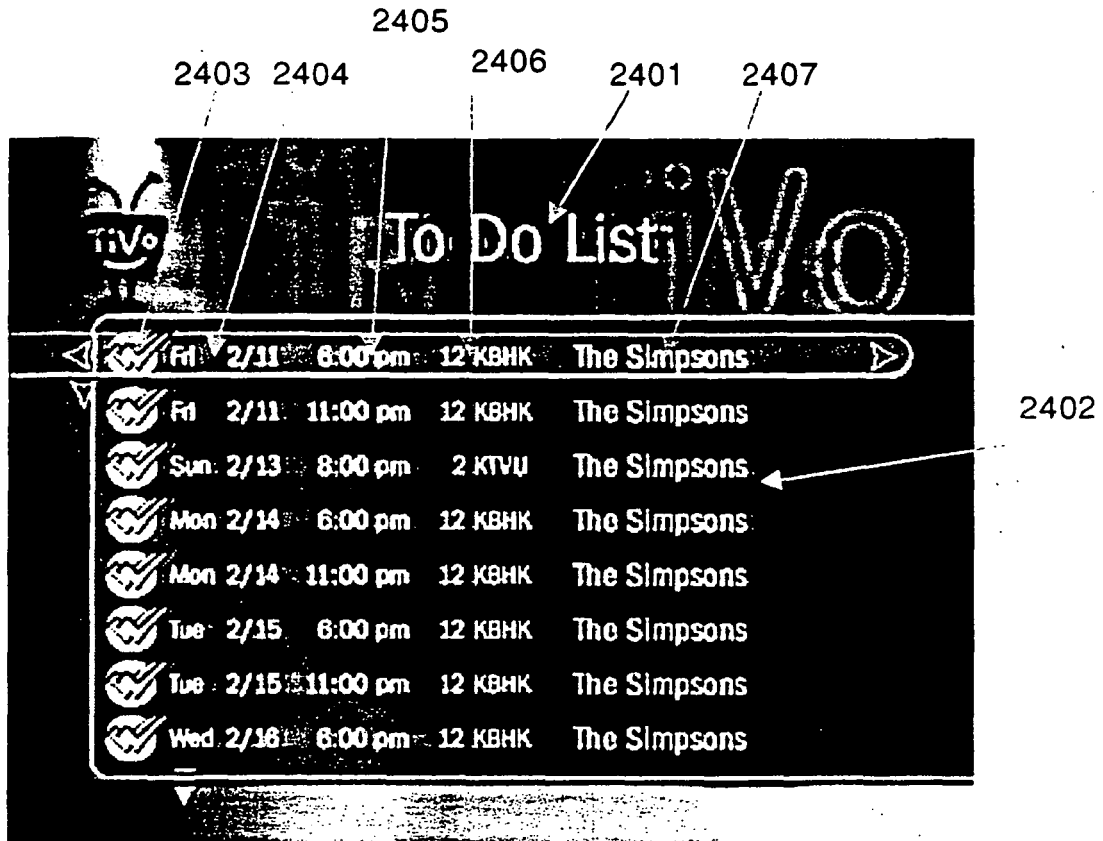 2405
2403 2404 2406 2401 2407
TiVo To Do List iVo
Fri 2/11 6:00 pm 12 KBHK The Simpsons
Fri 2/11 11:00 pm 12 KBHK The Simpsons
2402
Sun 2/13 8:00 pm 2 KTVU The Simpsons
Mon 2/14 6:00 pm 12 KBHK The Simpsons
Mon 2/14 11:00 pm 12 KBHK The Simpsons
Tue 2/15 6:00 pm 12 KBHK The Simpsons
Tue 2/15 11:00 pm 12 KBHK The Simpsons
Wed 2/16 6:00 pm 12 KBHK The Simpsons